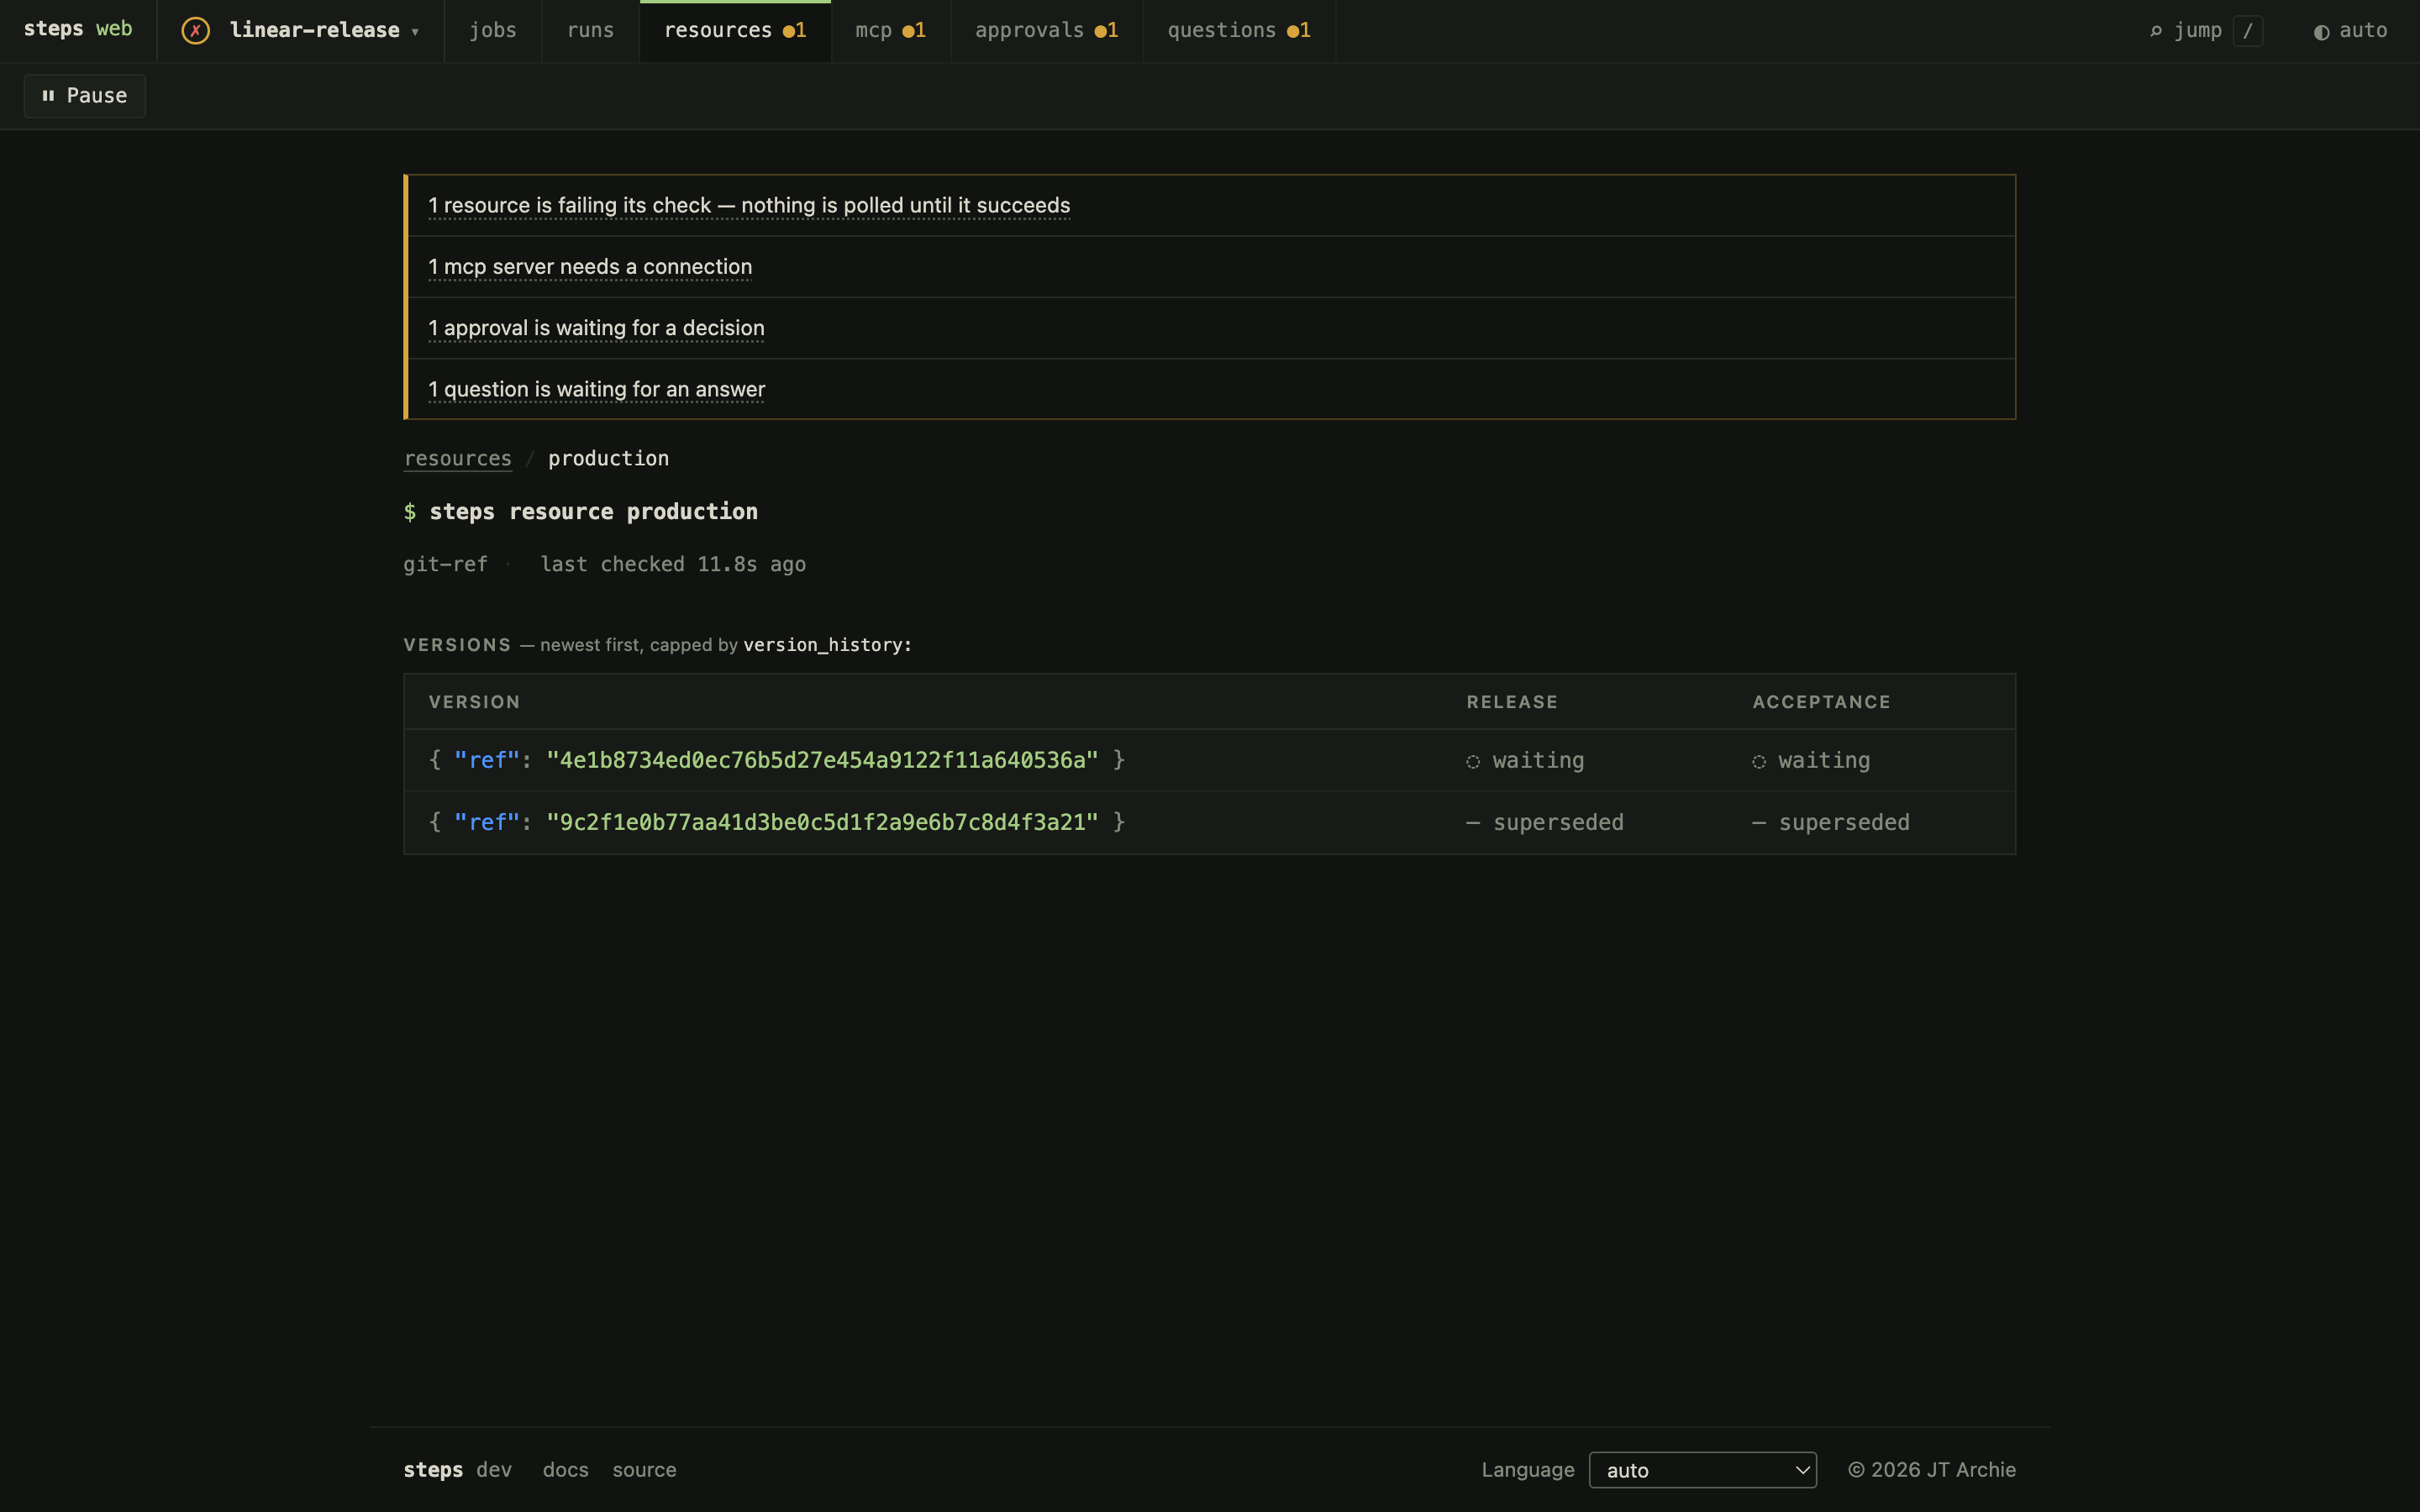 steps web ✗ linear-release ▾ jobs runs resources ●1 mcp ●1 approvals ●1 questions ●1 jump / auto
Pause
1 resource is failing its check — nothing is polled until it succeeds
1 mcp server needs a connection
1 approval is waiting for a decision
1 question is waiting for an answer
resources / production
$ steps resource production
git-ref · last checked 11.8s ago
VERSIONS — newest first, capped by version_history:
VERSION RELEASE ACCEPTANCE
{ "ref": "4e1b8734ed0ec76b5d27e454a9122f11a640536a" } waiting waiting
{ "ref": "9c2f1e0b77aa41d3be0c5d1f2a9e6b7c8d4f3a21" } — superseded — superseded
steps dev docs source Language auto © 2026 JT Archie